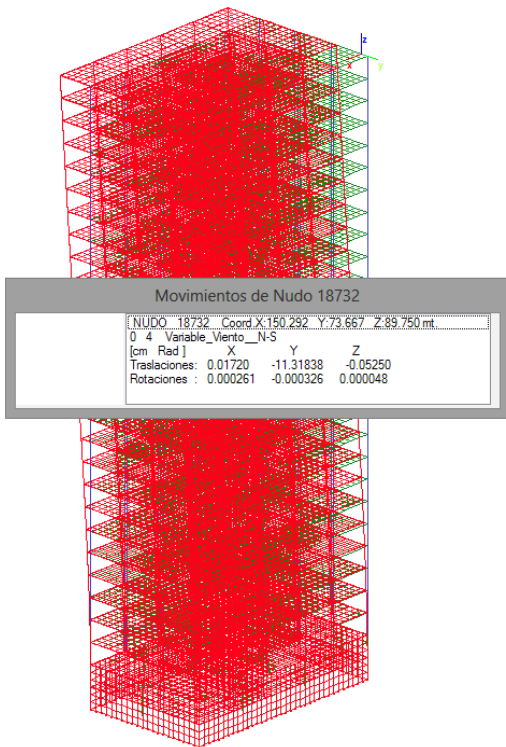 z
x
y
Movimientos de Nudo 18732
NUDO 18732 Coord.X:150.292 Y:73.667 Z:89.750 mt.
0 4 Variable_Viento__N-S
[cm Rad ] X Y Z
Traslaciones: 0.01720 -11.31838 -0.05250
Rotaciones : 0.000261 -0.000326 0.000048